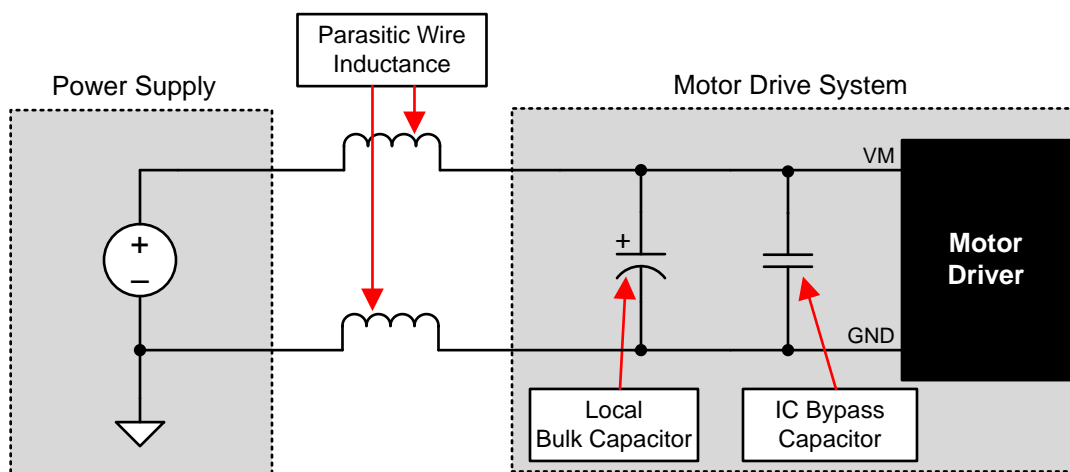 Parasitic Wire
Inductance
Power Supply
Motor Drive System
VM
+
–
+
Motor
Driver
GND
Local
Bulk Capacitor
IC Bypass
Capacitor